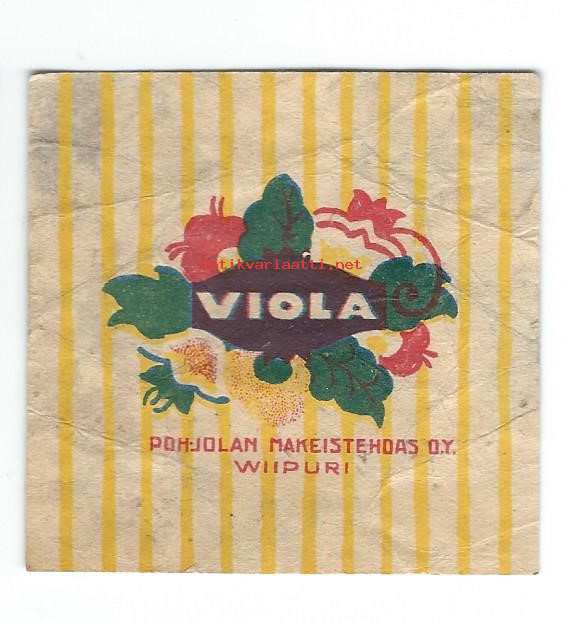 antikvariaatti.net
VIOLA
POHJOLAN MAKEISTEHDAS O.Y.
WIIPURI